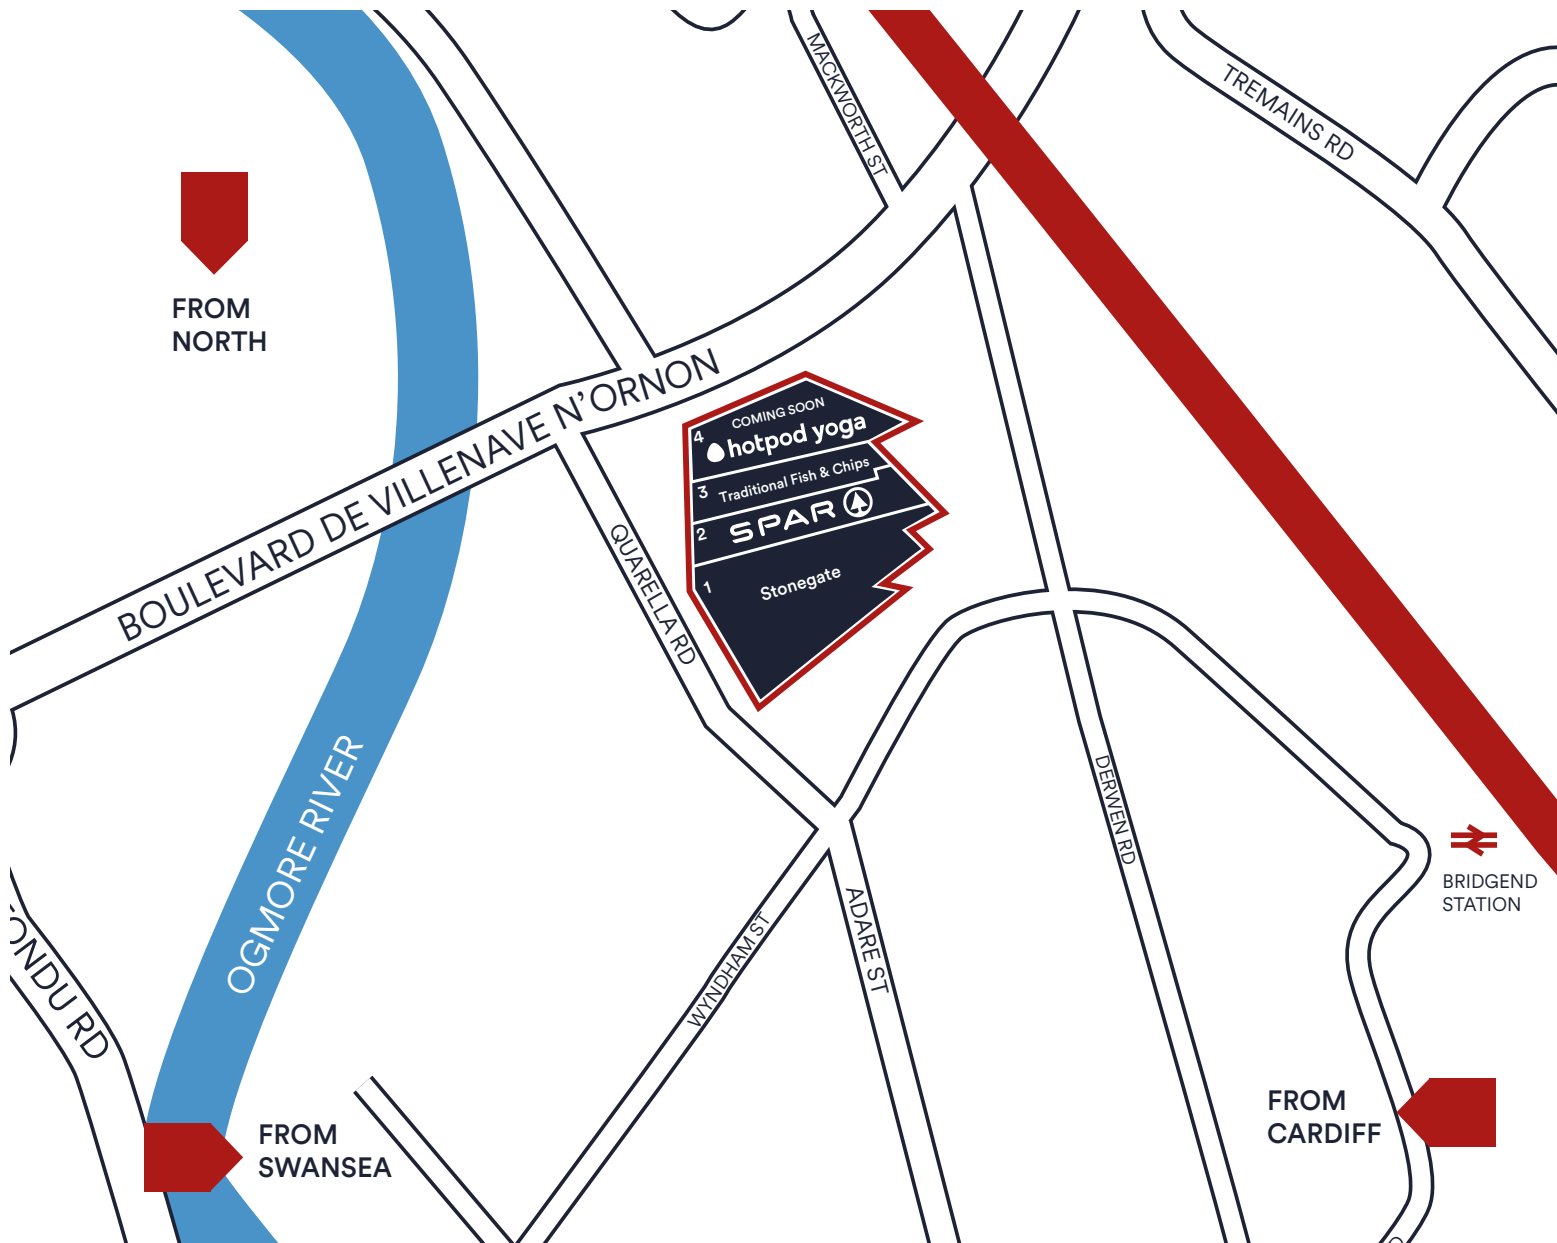 MACKWORTH ST
TREMAINS RD
FROM
NORTH
BOULEVARD DE VILLENAVE N’ORNON
4
COMING SOON
hotpod yoga
3
Traditional Fish & Chips
2
SPAR
1
Stonegate
QUARELLA RD
OGMORE RIVER
DERWEN RD
BRIDGEND
STATION
ADARE ST
WYNDHAM ST
ONDU RD
FROM
CARDIFF
FROM
SWANSEA